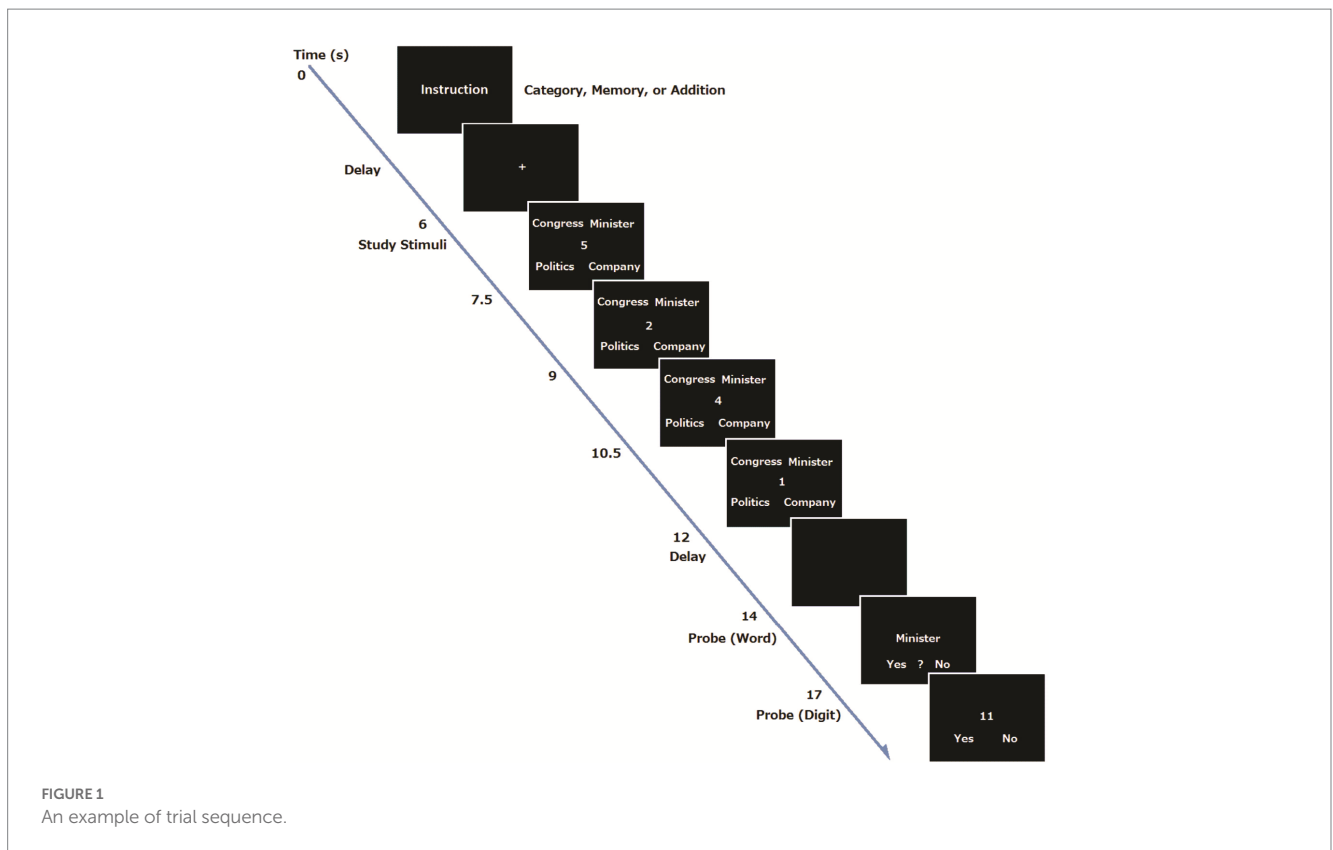 Time (s)
0
Instruction
Category, Memory, or Addition
+
Delay
6
Study Stimuli
Congress Minister
5
Politics Company
7.5
Congress Minister
2
Politics Company
9
Congress Minister
4
Politics Company
10.5
Congress Minister
1
Politics Company
12
Delay
14
Probe (Word)
Minister
Yes ? No
17
Probe (Digit)
11
Yes No
FIGURE 1
An example of trial sequence.